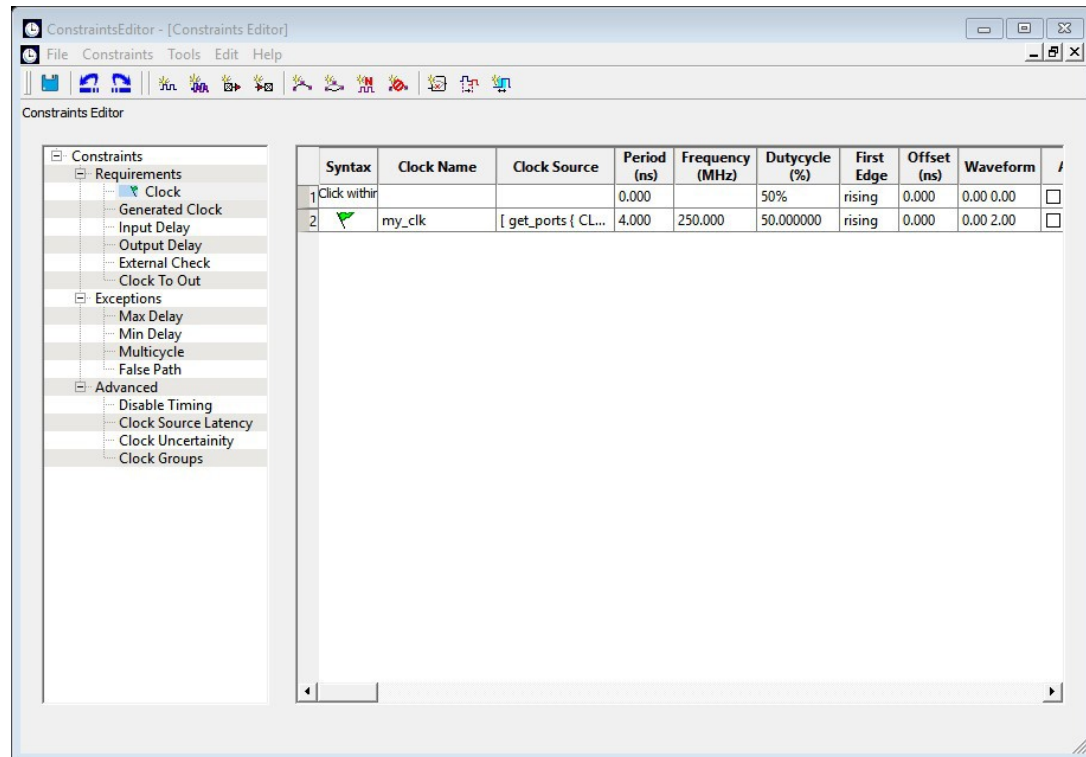 ConstraintsEditor - [Constraints Editor]
File Constraints Tools Edit Help
Constraints Editor
Constraints
Requirements
Clock
Generated Clock
Input Delay
Output Delay
External Check
Clock To Out
Exceptions
Max Delay
Min Delay
Multicycle
False Path
Advanced
Disable Timing
Clock Source Latency
Clock Uncertainity
Clock Groups
Syntax Clock Name Clock Source Period (ns) Frequency (MHz) Dutycycle (%) First Edge Offset (ns) Waveform
1 Click within 0.000 50% rising 0.000 0.00 0.00
2 my_clk [ get_ports { CL... 4.000 250.000 50.000000 rising 0.000 0.00 2.00